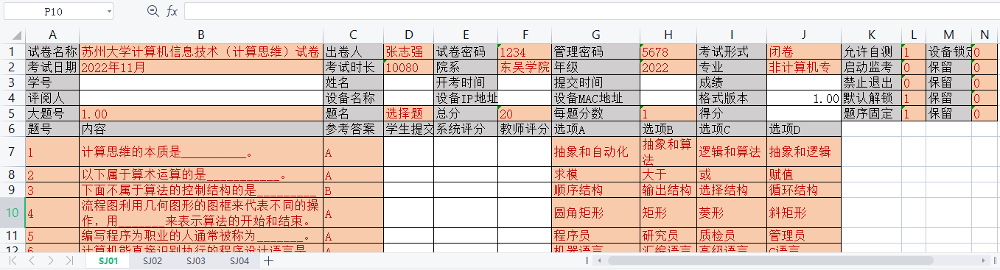 P10 fx
A B C D E F G H I J K L M N
1 试卷名称 苏州大学计算机信息技术（计算思维）试卷 出卷人 张志强 试卷密码 1234 管理密码 5678 考试形式 闭卷 允许自测 1 设备锁定 0
2 考试日期 2022年11月 考试时长 10080 院系 东吴学院 年级 2022 专业 非计算机专 启动监考 0 保留 0
3 学号 姓名 开考时间 提交时间 成绩 禁止退出 0 保留 0
4 评阅人 设备名称 设备IP地址 设备MAC地址 格式版本 1.00 默认解锁 1 保留 0
5 大题号 1.00 题名 选择题 总分 20 每题分数 1 得分 题序固定 1 保留 0
6 题号 内容 参考答案 学生提交 系统评分 教师评分 选项A 选项B 选项C 选项D
7 1 计算思维的本质是___________。 A 抽象和自动化 抽象和算法 逻辑和算法 抽象和逻辑
8 2 以下属于算术运算的是____________。 A 求模 大于 或 赋值
9 3 下面不属于算法的控制结构的是__________ B 顺序结构 输出结构 选择结构 循环结构
10 4 流程图利用几何图形的图框来代表不同的操
作，用_______来表示算法的开始和结束。 A 圆角矩形 矩形 菱形 斜矩形
11 5 编写程序为职业的人通常被称为_______。 A 程序员 研究员 质检员 管理员
12 6 计算机能直接识别执行的程序设计语言是 A 机器语言 汇编语言 高级语言 C语言
SJ01 SJ02 SJ03 SJ04